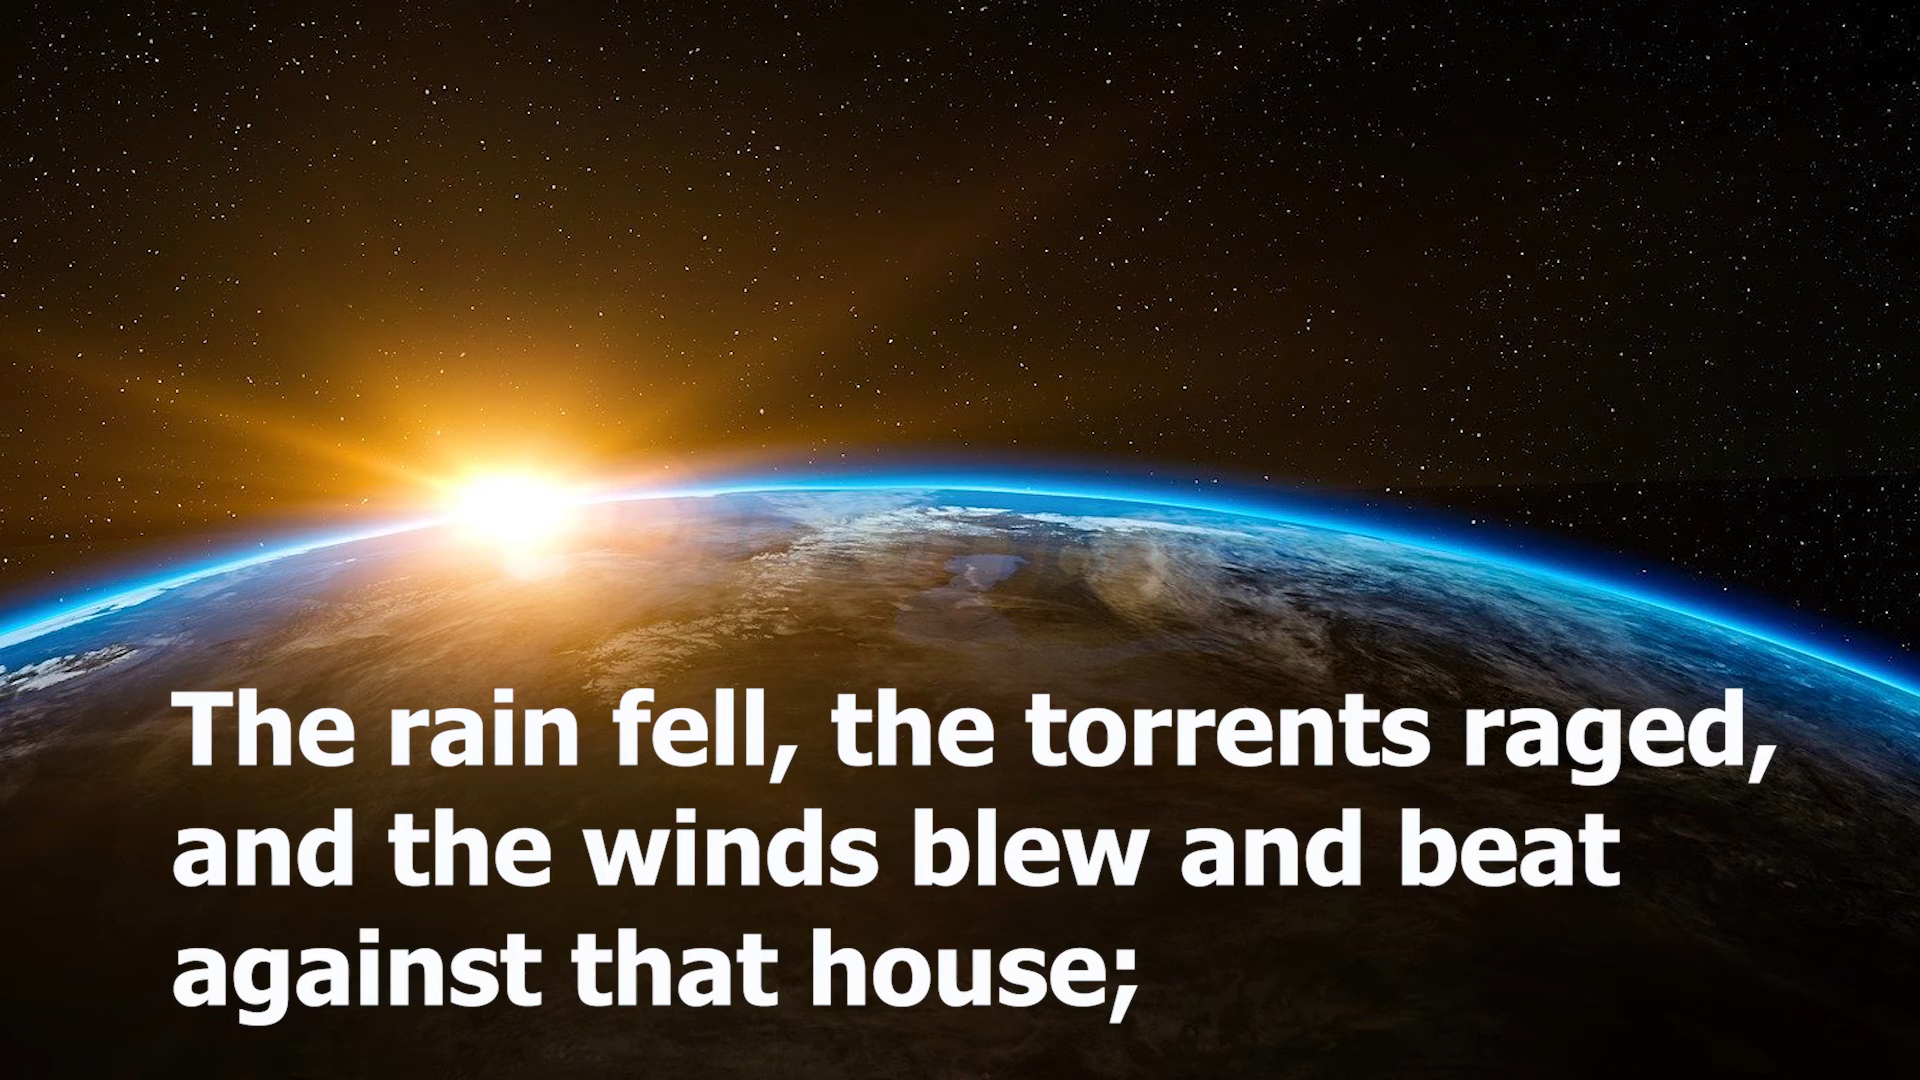 The rain fell, the torrents raged,
and the winds blew and beat
against that house;